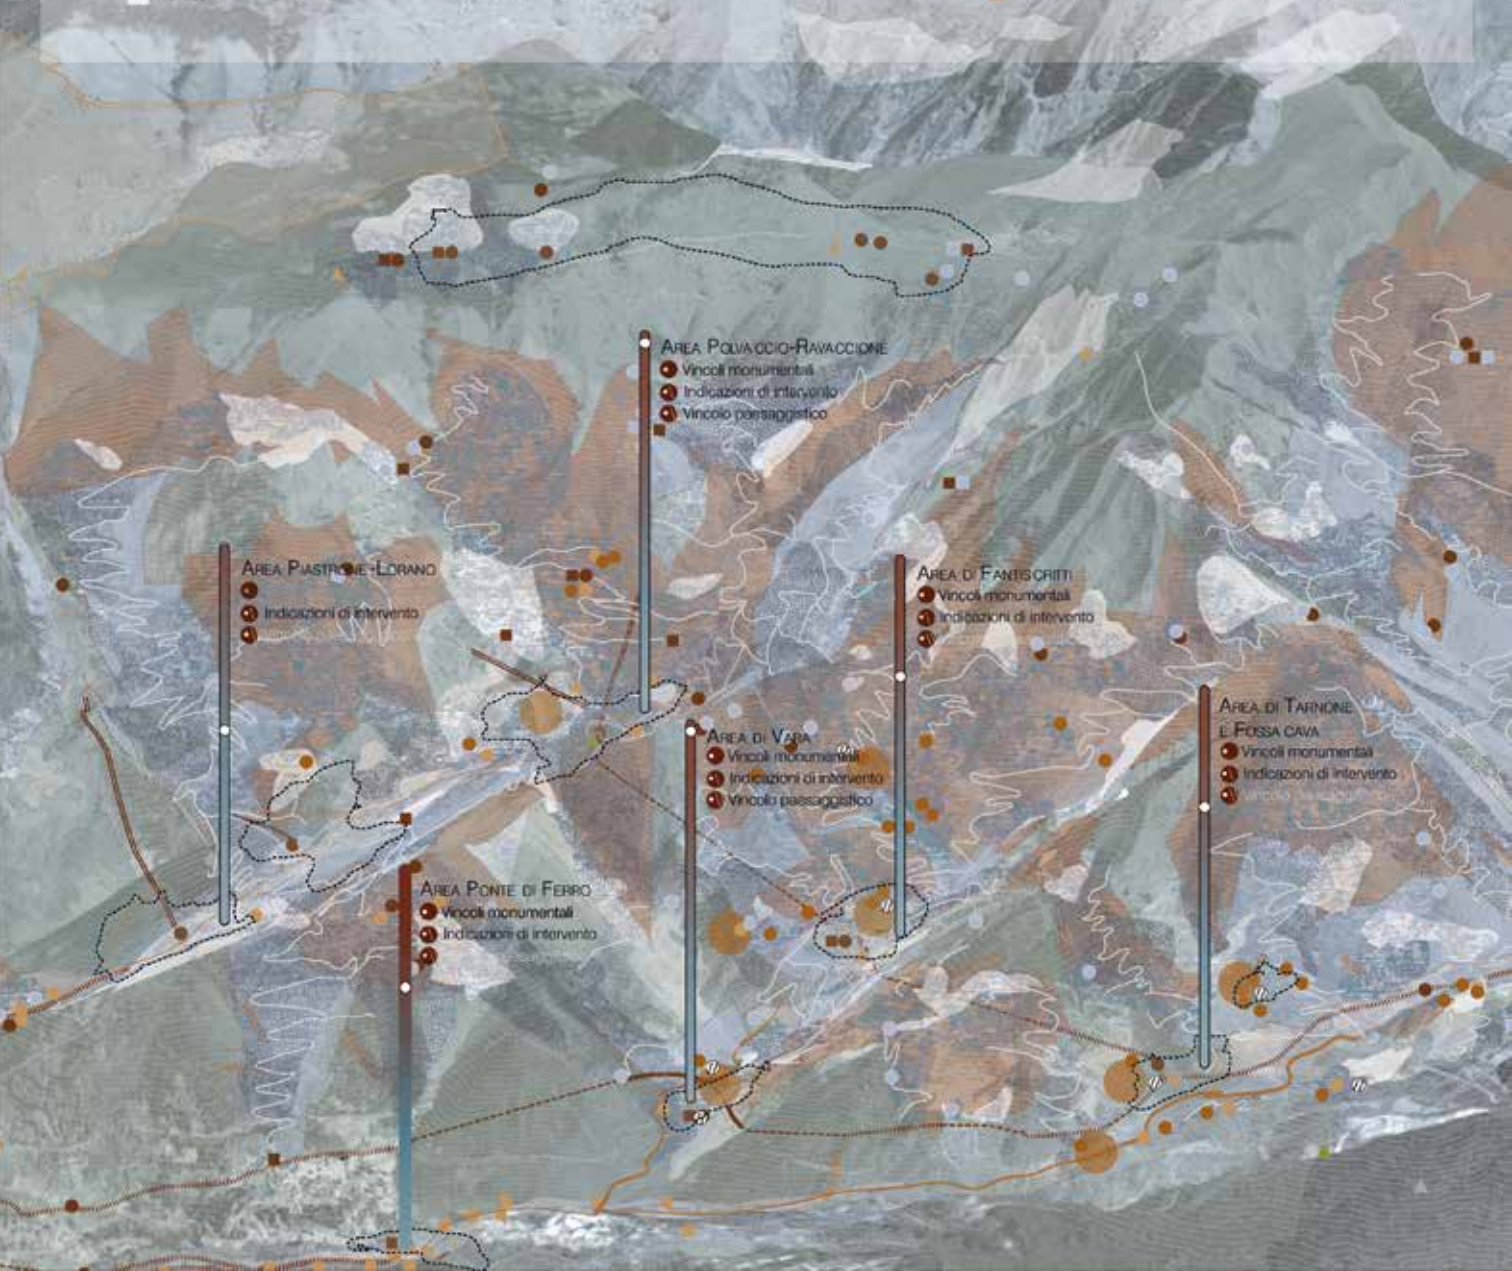 AREA POLVACCIO-RAVACCIONE
Vincoli monumentali
Indicazioni di intervento
Vincolo paesaggistico
AREA PIASTRONE-LORANO
Indicazioni di intervento
AREA DI FANTISCRITTI
Vincoli monumentali
Indicazioni di intervento
AREA DI TARNONE
E FOSSA CAVA
Vincoli monumentali
Indicazioni di intervento
AREA DI VARA
Vincoli monumentali
Indicazioni di intervento
Vincolo paesaggistico
AREA PONTE DI FERRO
Vincoli monumentali
Indicazioni di intervento